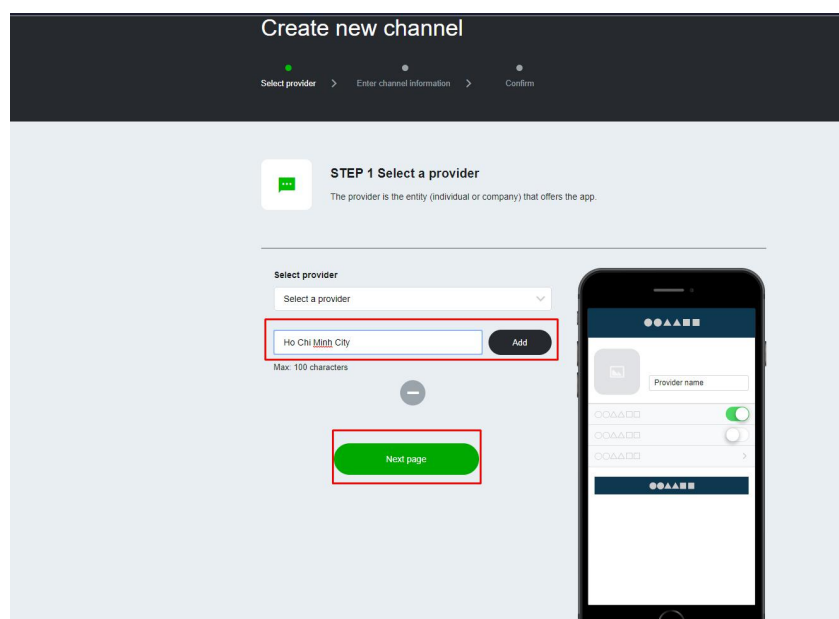 Create new channel
Select provider > Enter channel information > Confirm
STEP 1 Select a provider
The provider is the entity (individual or company) that offers the app.
Select provider
Select a provider
Ho Chi Minh City Add
Max: 100 characters
Provider name
Next page